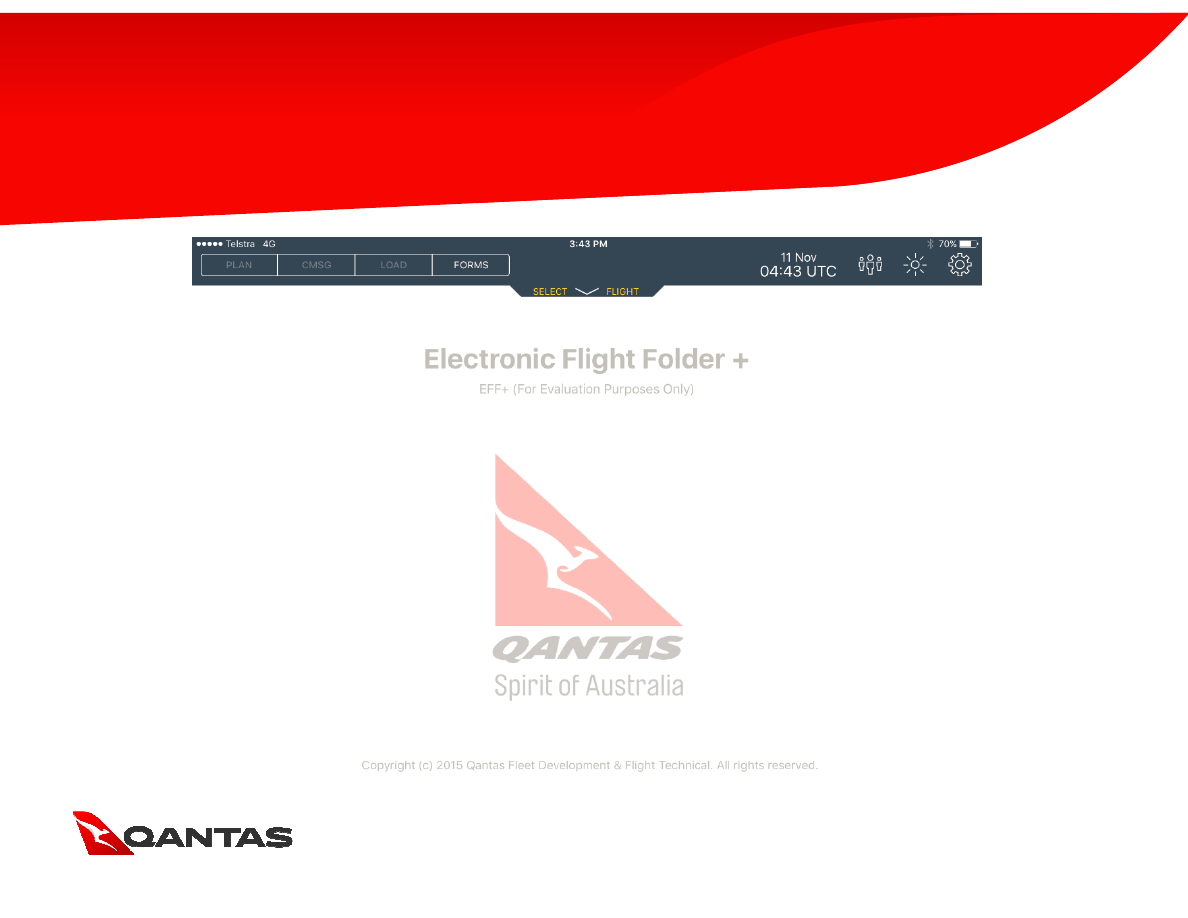 ●●●●● Telstra 4G 3:43 PM 70%
PLAN CMSG LOAD FORMS 11 Nov
04:43 UTC
SELECT FLIGHT
Electronic Flight Folder +
EFF+ (For Evaluation Purposes Only)
QANTAS
Spirit of Australia
Copyright (c) 2015 Qantas Fleet Development & Flight Technical. All rights reserved.
QANTAS